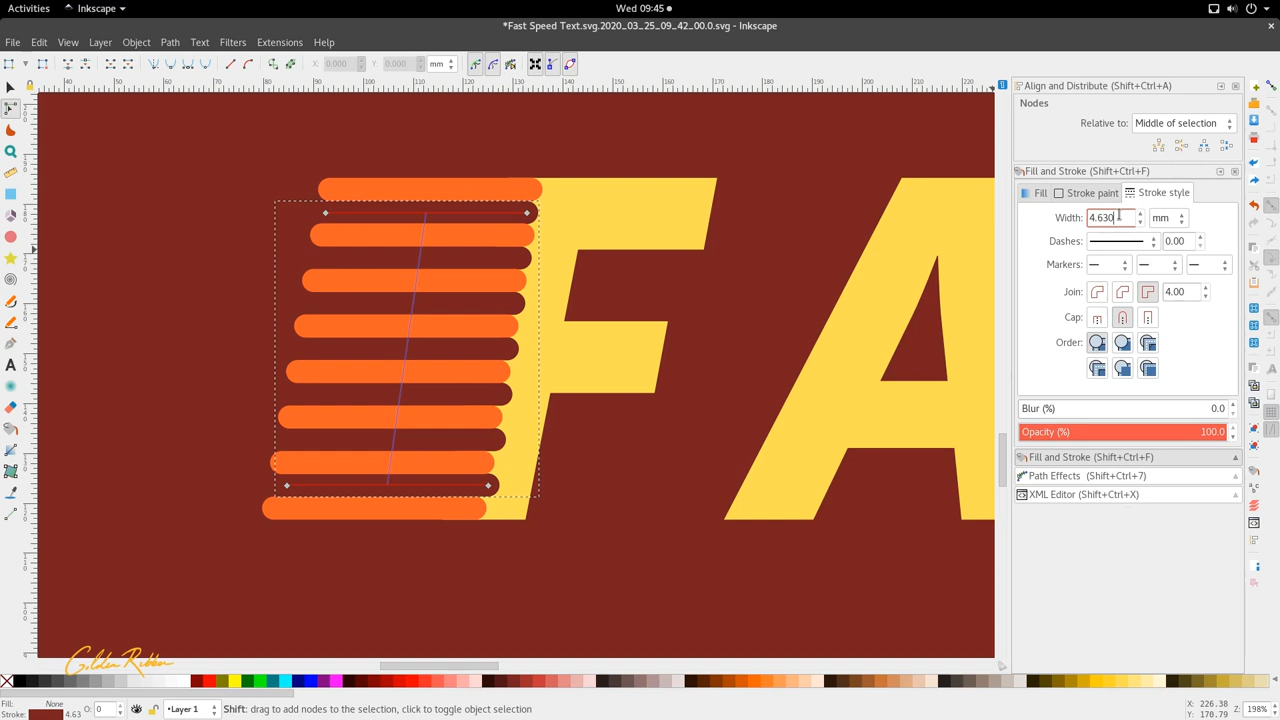 Activities
Inkscape
Wed 09:45
*Fast Speed Text.svg.2020_03_25_09_42_00.0.svg - Inkscape
File Edit View Layer Object Path Text Filters Extensions Help
X: 0.000 Y: 0.000 mm
Align and Distribute (Shift+Ctrl+A)
Nodes
Relative to: Middle of selection
Fill and Stroke (Shift+Ctrl+F)
Fill Stroke paint Stroke style
Width: 4.630 mm
Dashes: 0.00
Markers:
Join: 4.00
Cap:
Order:
Blur (%) 0.0
Opacity (%) 100.0
Fill and Stroke (Shift+Ctrl+F)
Path Effects (Shift+Ctrl+7)
XML Editor (Shift+Ctrl+X)
FA
Golden Ribbon
Fill: None
Stroke: 4.63
O: 0
Layer 1
Shift: drag to add nodes to the selection, click to toggle object selection
X: 226.38
Y: 170.79
Z: 198%